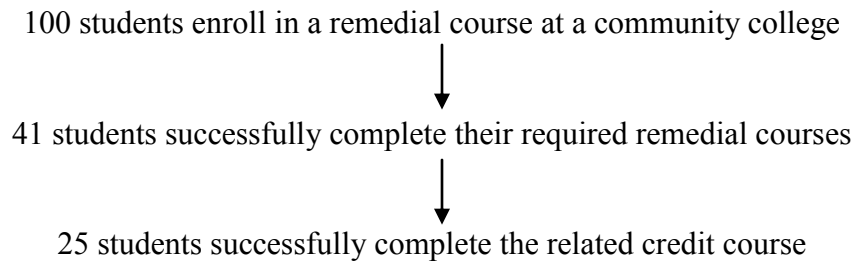 100 students enroll in a remedial course at a community college
41 students successfully complete their required remedial courses
25 students successfully complete the related credit course